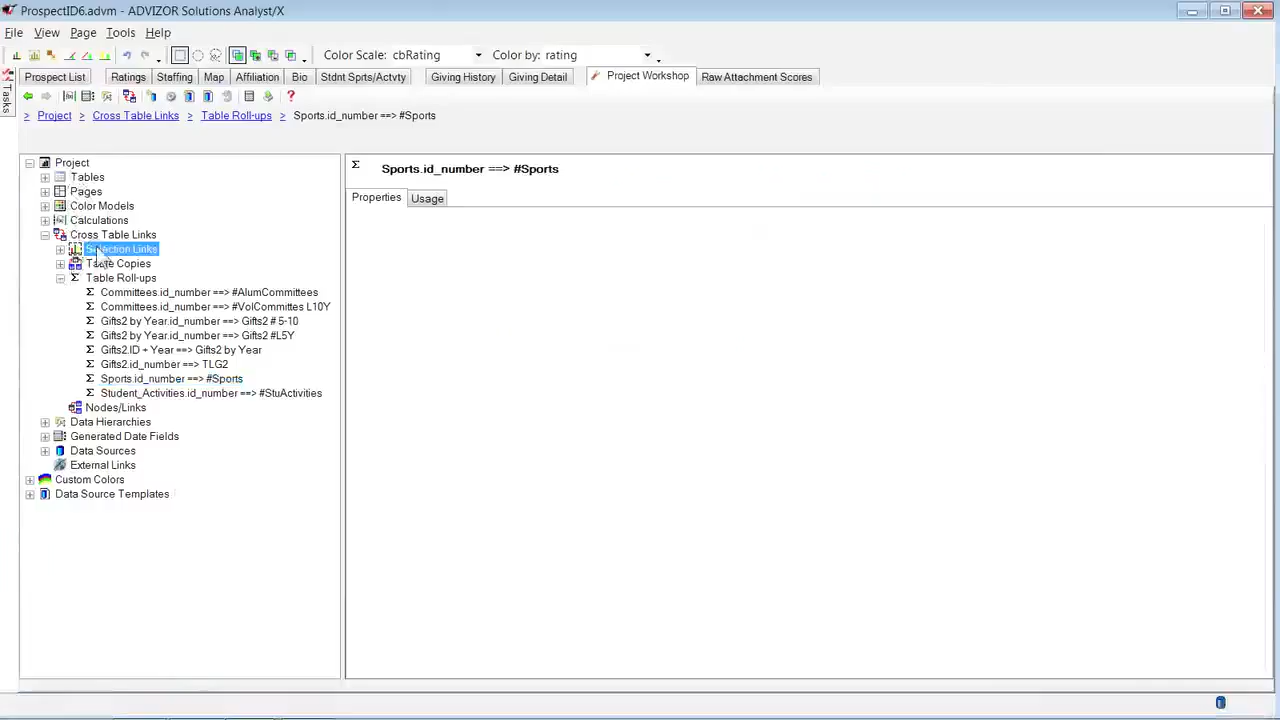 ProspectID6.advm - ADVIZOR Solutions Analyst/X
File View Page Tools Help
Color Scale: cbRating Color by: rating
Prospect List Ratings Staffing Map Affiliation Bio Stdnt Sprts/Actvty Giving History Giving Detail Project Workshop Raw Attachment Scores
Tasks
> Project > Cross Table Links > Table Roll-ups > Sports.id_number ==> #Sports
Project
Tables
Pages
Color Models
Calculations
Cross Table Links
Selection Links
Table Copies
Table Roll-ups
Committees.id_number ==> #AlumCommittees
Committees.id_number ==> #VolCommittes L10Y
Gifts2 by Year.id_number ==> Gifts2 # 5-10
Gifts2 by Year.id_number ==> Gifts2 #L5Y
Gifts2.ID + Year ==> Gifts2 by Year
Gifts2.id_number ==> TLG2
Sports.id_number ==> #Sports
Student_Activities.id_number ==> #StuActivities
Nodes/Links
Data Hierarchies
Generated Date Fields
Data Sources
External Links
Custom Colors
Data Source Templates
Σ Sports.id_number ==> #Sports
Properties Usage